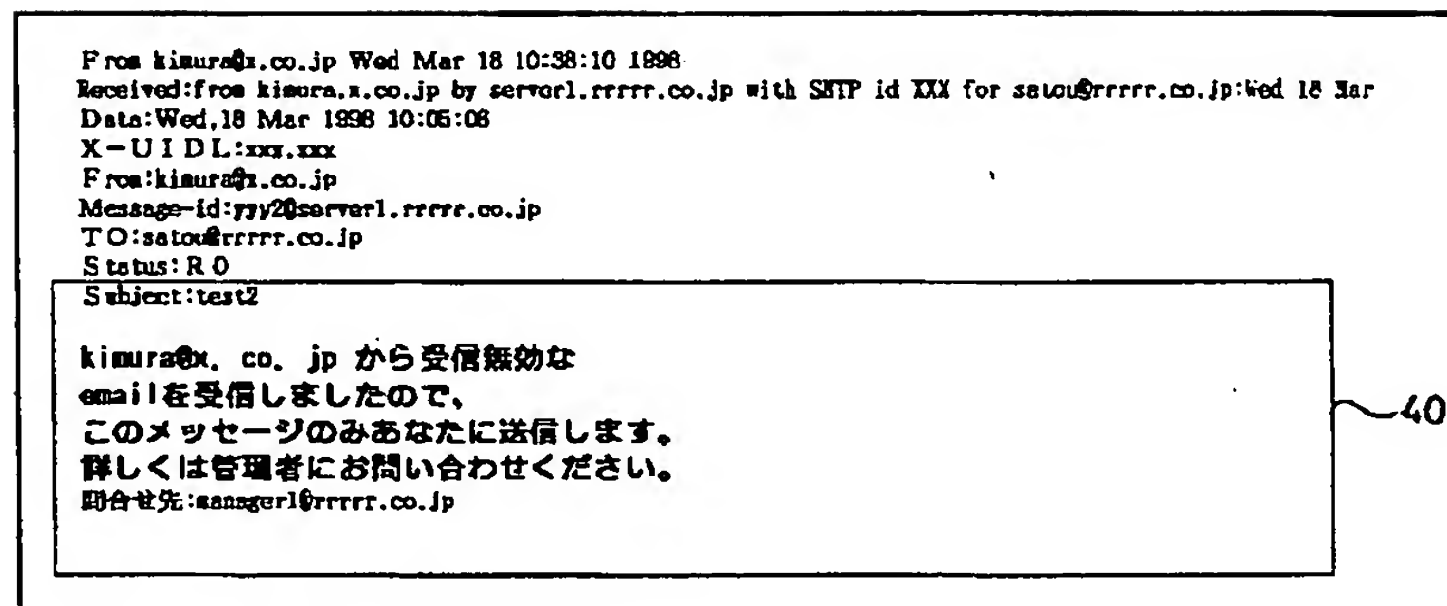 From kimura@x.co.jp Wed Mar 18 10:38:10 1998
Received:from kimura.x.co.jp by server1.rrrrr.co.jp with SMTP id XXX for satou@rrrrr.co.jp:Wed 18 Mar
Date:Wed,18 Mar 1998 10:05:06
X-UIDL:xxx.xxx
From:kimura@x.co.jp
Message-id:yyy2@server1.rrrrr.co.jp
TO:satou@rrrrr.co.jp
Status:RO
Subject:test2
kimura@x. co. jp から受信無効な
emailを受信しましたので、
このメッセージのみあなたに送信します。
詳しくは管理者にお問い合わせください。
問合せ先:manager1@rrrrr.co.jp
40